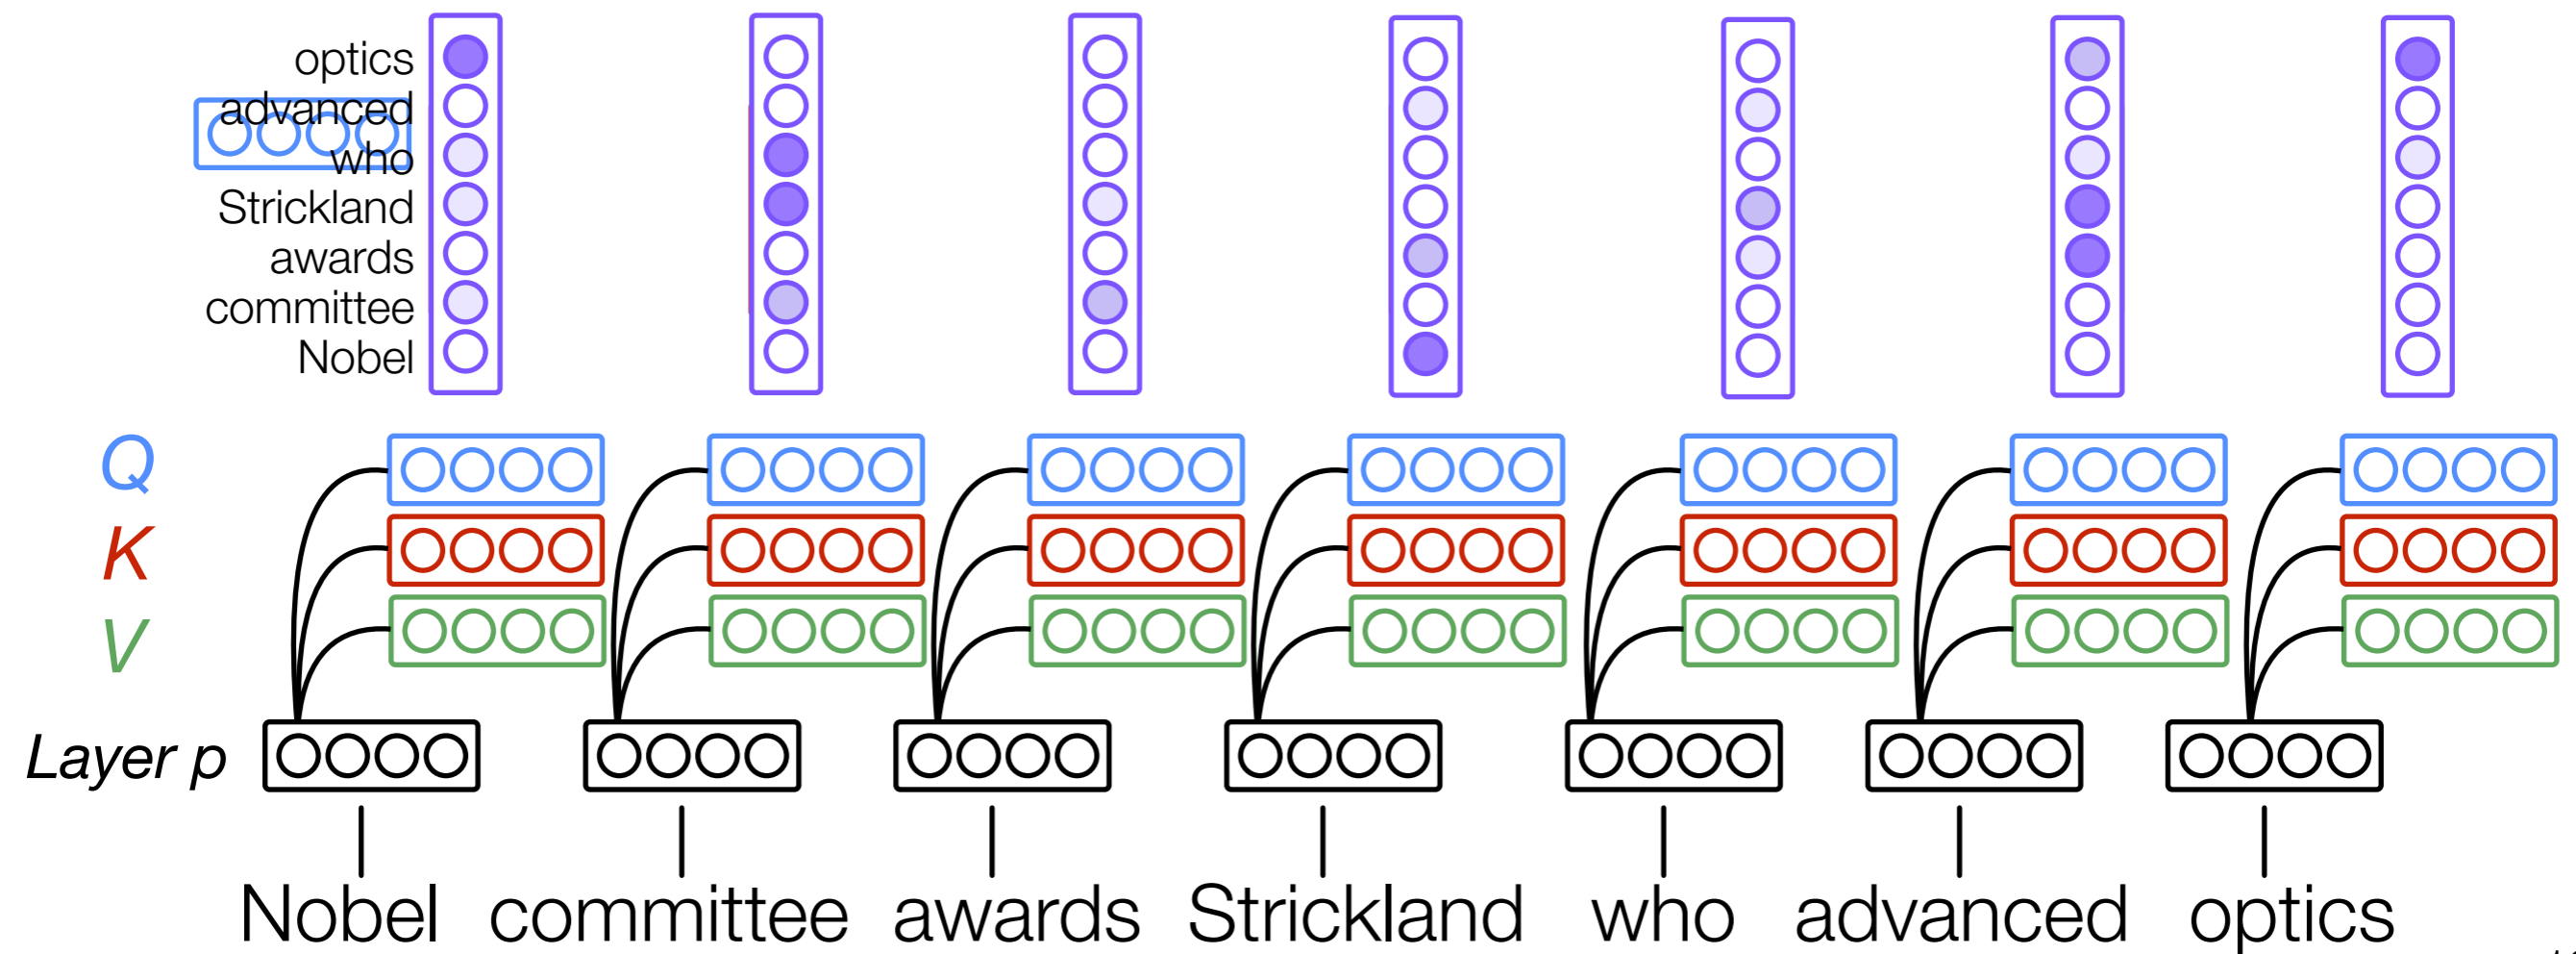 optics
advanced
who
Strickland
awards
committee
Nobel
Q
K
V
Layer p
Nobel committee awards Strickland who advanced optics